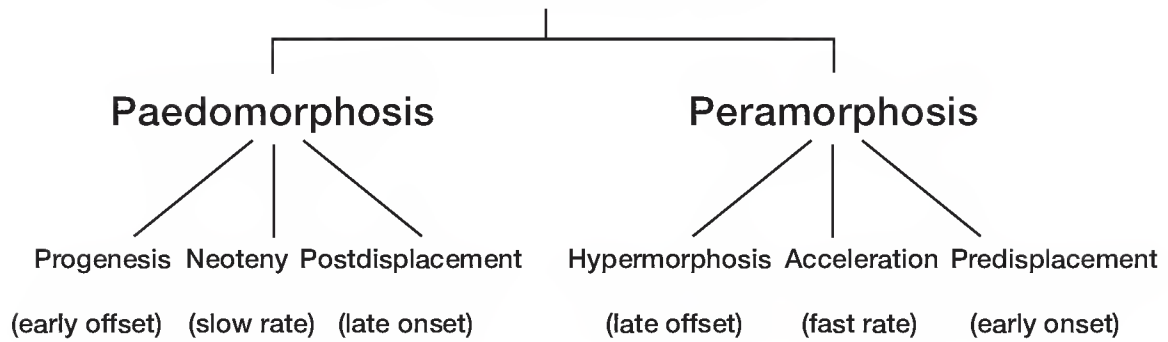 Paedomorphosis Peramorphosis
Progenesis Neoteny Postdisplacement Hypermorphosis Acceleration Predisplacement
(early offset) (slow rate) (late onset) (late offset) (fast rate) (early onset)